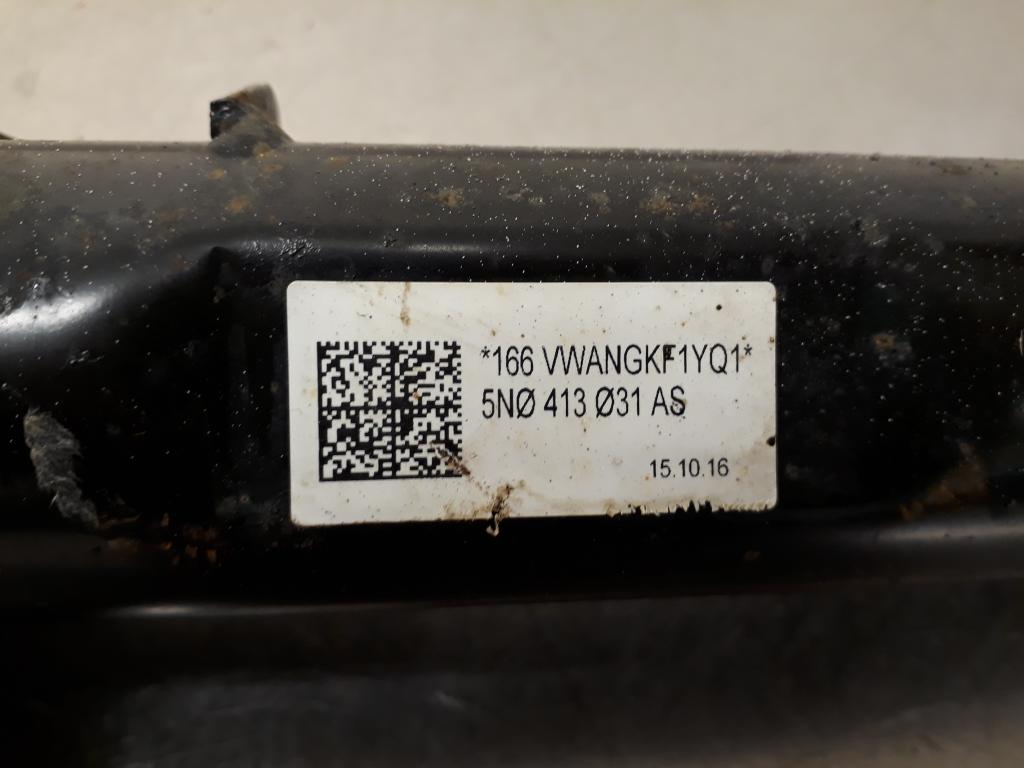 *166 VWANGKF1YQ1*
5NØ 413 Ø31 AS
15.10.16